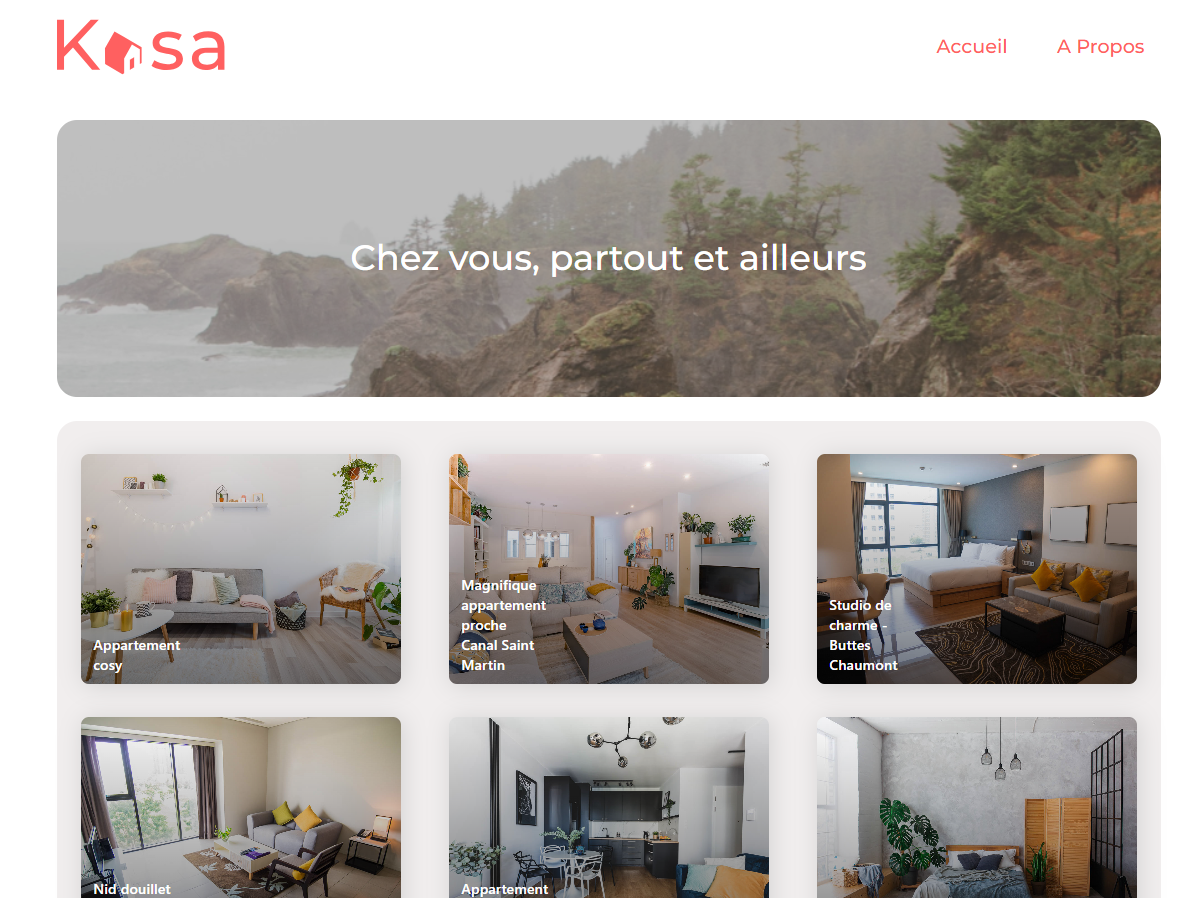 Kasa
Accueil
A Propos
Chez vous, partout et ailleurs
Appartement
cosy
Magnifique
appartement
proche
Canal Saint
Martin
Studio de
charme -
Buttes
Chaumont
Nid douillet
Appartement